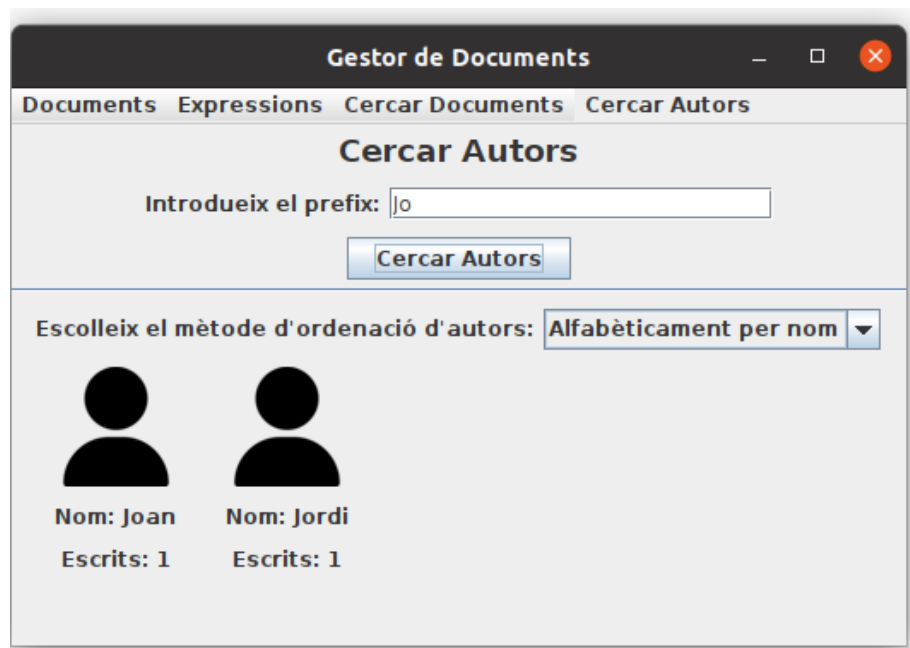 Gestor de Documents
Documents Expressions Cercar Documents Cercar Autors
Cercar Autors
Introdueix el prefix: Jo
Cercar Autors
Escolleix el mètode d'ordenació d'autors: Alfabèticament per nom
Nom: Joan Nom: Jordi
Escrits: 1 Escrits: 1